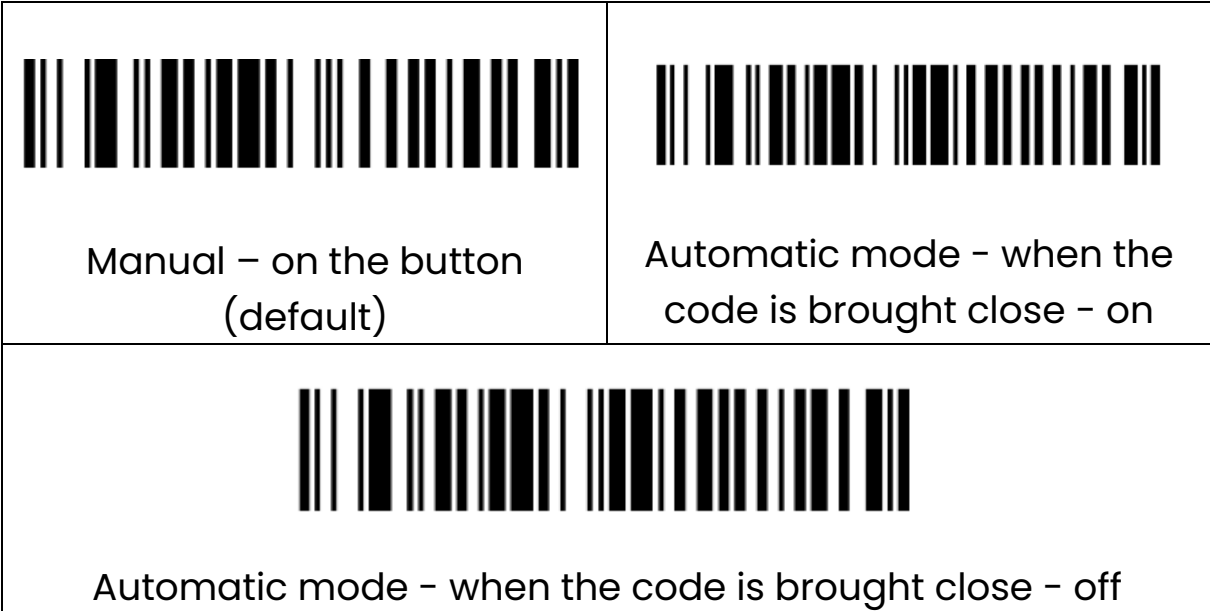 Manual – on the button
(default)
Automatic mode - when the
code is brought close - on
Automatic mode - when the code is brought close - off